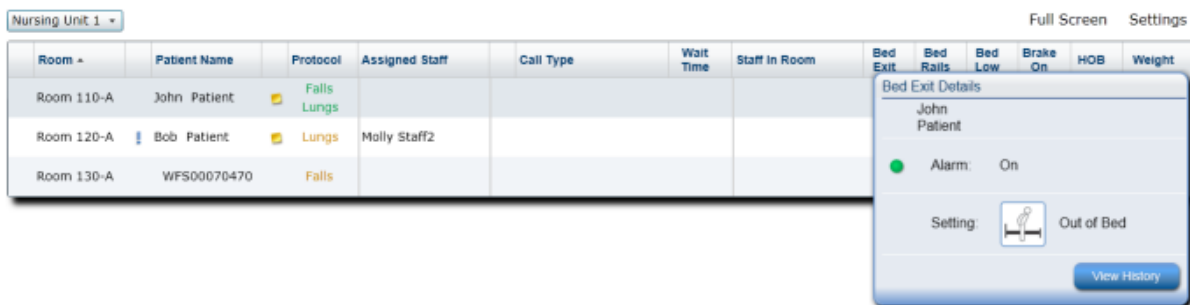 Nursing Unit 1
Full Screen Settings
Room Patient Name Protocol Assigned Staff Call Type Wait Time Staff In Room Bed Exit Bed Rails Bed Low Brake On HOB Weight
Room 110-A John Patient Falls Lungs
Room 120-A ! Bob Patient Lungs Molly Staff2
Room 130-A WFS00070470 Falls
Bed Exit Details
John
Patient
Alarm: On
Setting: Out of Bed
View History